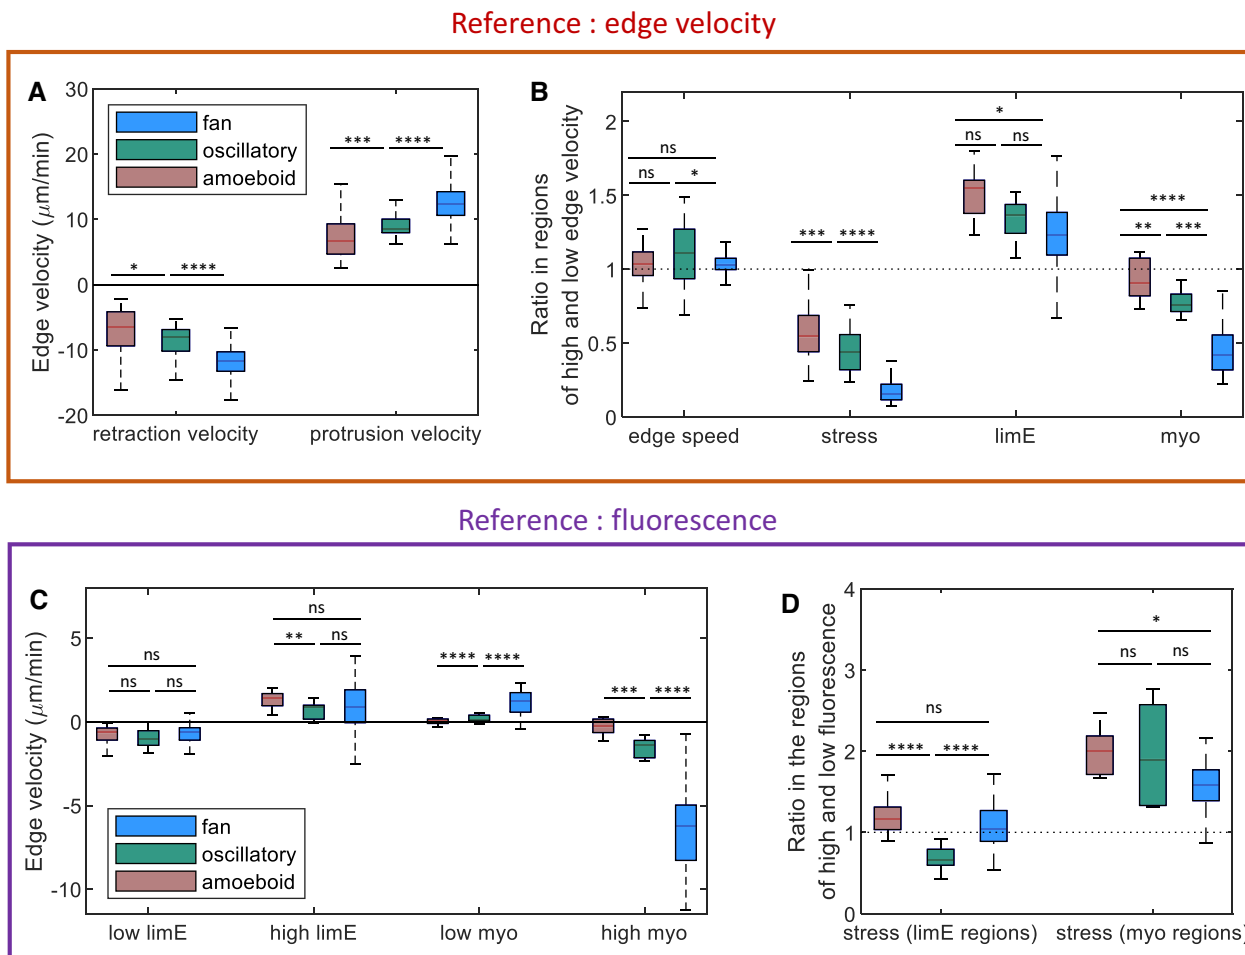 Reference : edge velocity
A
Edge velocity (μm/min)
30
20
10
0
-10
-20
fan
oscillatory
amoeboid
*
****
***
****
retraction velocity
protrusion velocity
B
Ratio in regions
of high and low edge velocity
2
1.5
1
0.5
0
ns
ns
*
***
****
*
ns
ns
****
**
***
edge speed
stress
limE
myo
Reference : fluorescence
C
Edge velocity (μm/min)
5
0
-5
-10
ns
ns
ns
ns
**
ns
****
****
***
****
fan
oscillatory
amoeboid
low limE
high limE
low myo
high myo
D
Ratio in the regions
of high and low fluorescence
4
3
2
1
0
ns
****
****
*
ns
ns
stress (limE regions)
stress (myo regions)